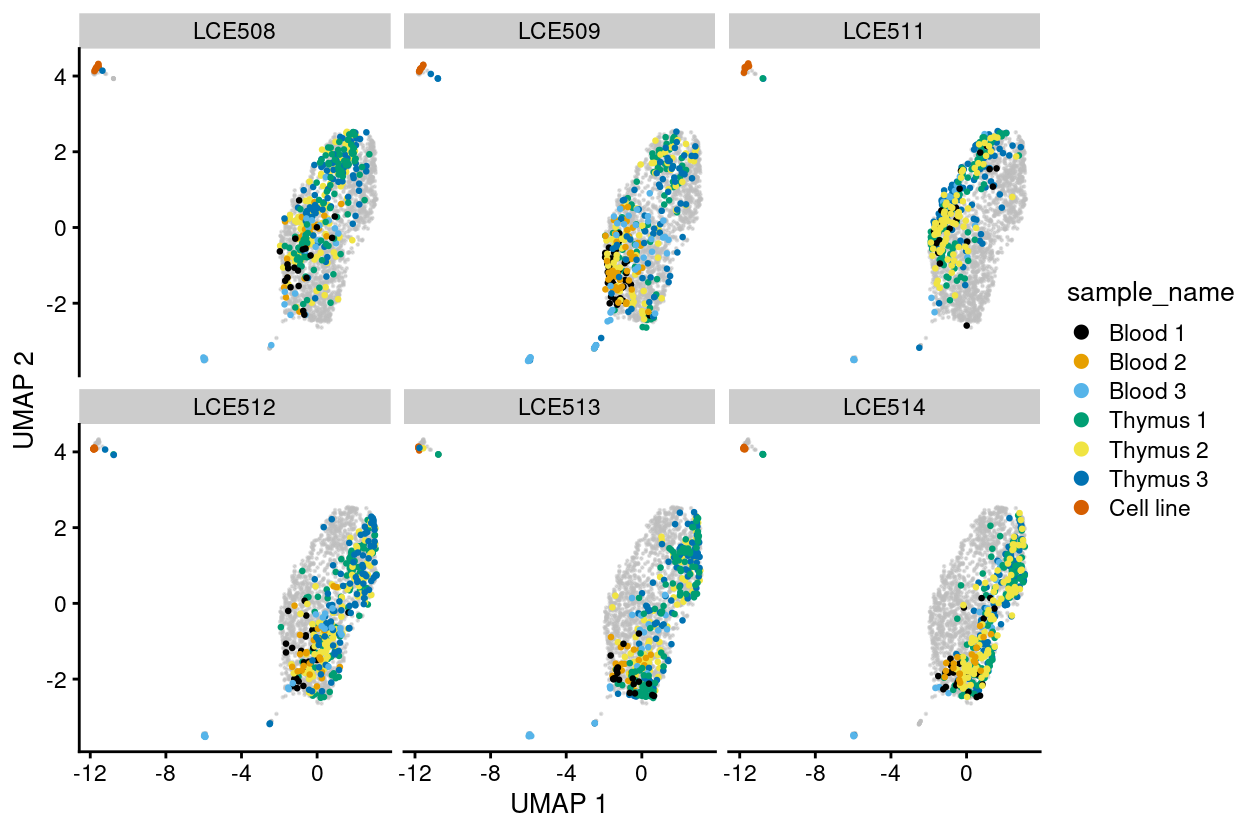 LCE508 LCE509 LCE511
4
2
0
-2
LCE512 LCE513 LCE514
4
2
0
-2
-12 -8 -4 0 -12 -8 -4 0 -12 -8 -4 0
UMAP 1
UMAP 2
sample_name
Blood 1
Blood 2
Blood 3
Thymus 1
Thymus 2
Thymus 3
Cell line